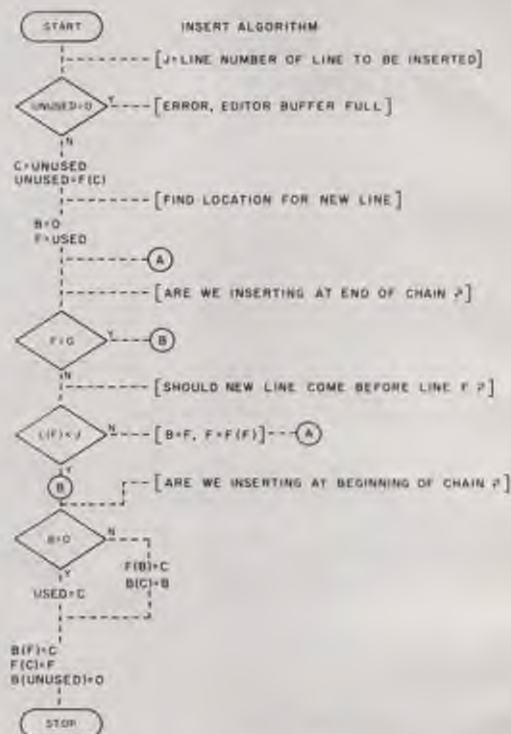 START
INSERT ALGORITHM
[J=LINE NUMBER OF LINE TO BE INSERTED]
UNUSED=0
Y
[ERROR, EDITOR BUFFER FULL]
N
C=UNUSED
UNUSED=F(C)
[FIND LOCATION FOR NEW LINE]
B=0
F=USED
A
[ARE WE INSERTING AT END OF CHAIN ?]
F=0
Y
B
N
[SHOULD NEW LINE COME BEFORE LINE F ?]
L(F)<J
N
[B=F, F=F(F)]
A
Y
B
[ARE WE INSERTING AT BEGINNING OF CHAIN ?]
B=0
N
Y
F(B)=C
B(C)=B
USED=C
B(F)=C
F(C)=F
B(UNUSED)=0
STOP